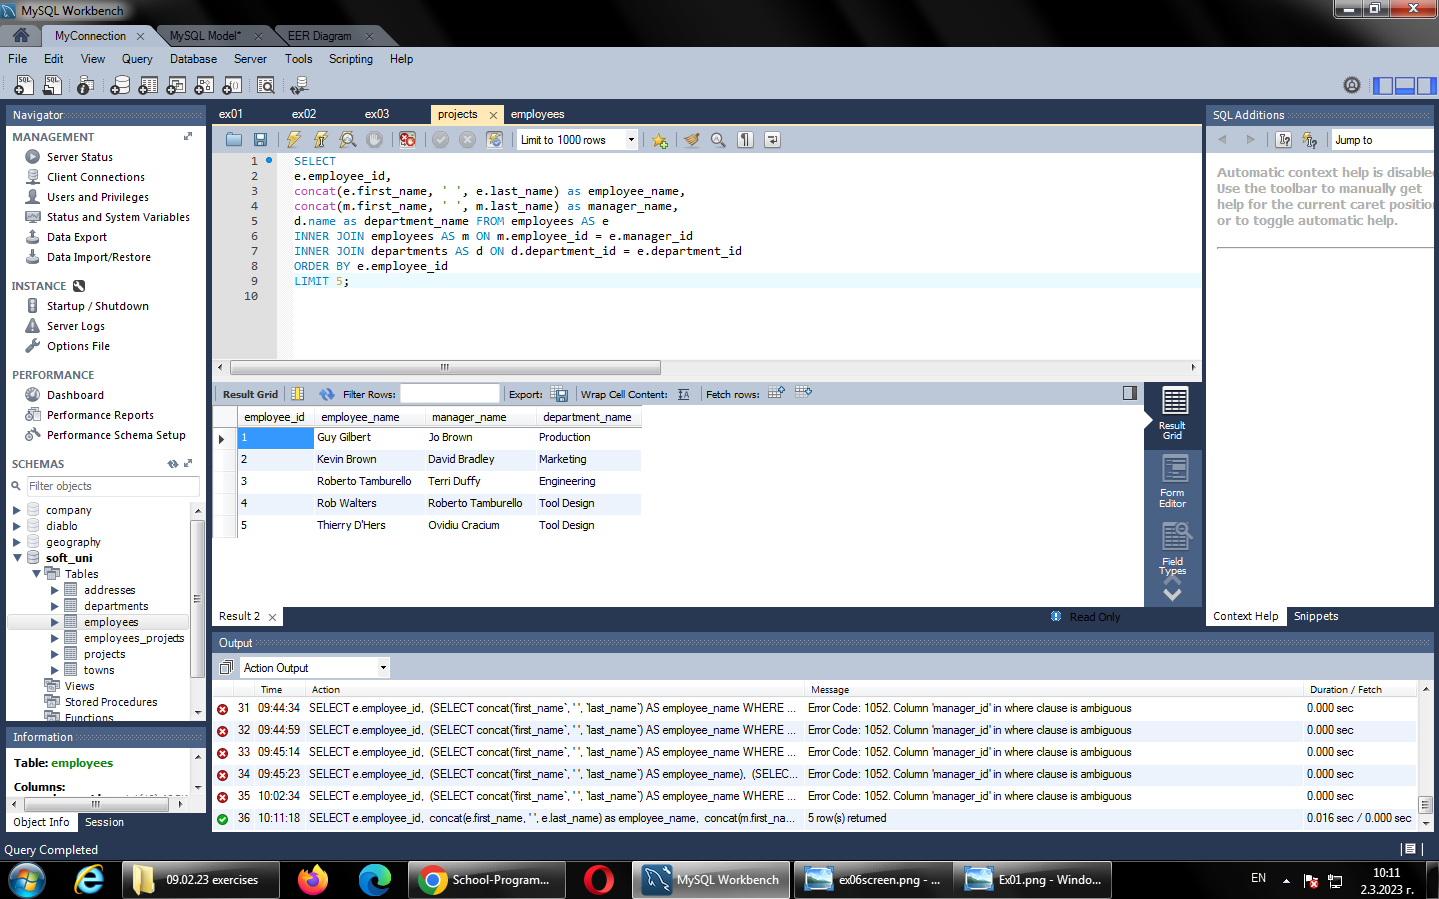 MySQL Workbench
MyConnection
MySQL Model*
EER Diagram
File Edit View Query Database Server Tools Scripting Help
Navigator
MANAGEMENT
Server Status
Client Connections
Users and Privileges
Status and System Variables
Data Export
Data Import/Restore
INSTANCE
Startup / Shutdown
Server Logs
Options File
PERFORMANCE
Dashboard
Performance Reports
Performance Schema Setup
SCHEMAS
Filter objects
company
diablo
geography
soft_uni
Tables
addresses
departments
employees
employees_projects
projects
towns
Views
Stored Procedures
Functions
Information
Table: employees
Columns:
Object Info Session
Query Completed
ex01 ex02 ex03 projects employees
Limit to 1000 rows
1 SELECT
2 e.employee_id,
3 concat(e.first_name, ' ', e.last_name) as employee_name,
4 concat(m.first_name, ' ', m.last_name) as manager_name,
5 d.name as department_name FROM employees AS e
6 INNER JOIN employees AS m ON m.employee_id = e.manager_id
7 INNER JOIN departments AS d ON d.department_id = e.department_id
8 ORDER BY e.employee_id
9 LIMIT 5;
10
Result Grid Filter Rows: Export: Wrap Cell Content: Fetch rows:
employee_id employee_name manager_name department_name
1 Guy Gilbert Jo Brown Production
2 Kevin Brown David Bradley Marketing
3 Roberto Tamburello Terri Duffy Engineering
4 Rob Walters Roberto Tamburello Tool Design
5 Thierry D'Hers Ovidiu Cracium Tool Design
Result Grid
Form Editor
Field Types
Result 2
Read Only
SQL Additions
Jump to
Automatic context help is disabled
Use the toolbar to manually get
help for the current caret position
or to toggle automatic help.
Context Help Snippets
Output
Action Output
Time Action Message Duration / Fetch
31 09:44:34 SELECT e.employee_id, (SELECT concat(`first_name`, ' ', `last_name`) AS employee_name WHERE ... Error Code: 1052. Column 'manager_id' in where clause is ambiguous 0.000 sec
32 09:44:59 SELECT e.employee_id, (SELECT concat(`first_name`, ' ', `last_name`) AS employee_name WHERE ... Error Code: 1052. Column 'manager_id' in where clause is ambiguous 0.000 sec
33 09:45:14 SELECT e.employee_id, (SELECT concat(`first_name`, ' ', `last_name`) AS employee_name WHERE ... Error Code: 1052. Column 'manager_id' in where clause is ambiguous 0.000 sec
34 09:45:23 SELECT e.employee_id, (SELECT concat(`first_name`, ' ', `last_name`) AS employee_name), (SELEC... Error Code: 1052. Column 'manager_id' in where clause is ambiguous 0.000 sec
35 10:02:34 SELECT e.employee_id, (SELECT concat(`first_name`, ' ', `last_name`) AS employee_name WHERE ... Error Code: 1052. Column 'manager_id' in where clause is ambiguous 0.000 sec
36 10:11:18 SELECT e.employee_id, concat(e.first_name, ' ', e.last_name) as employee_name, concat(m.first_na... 5 row(s) returned 0.016 sec / 0.000 sec
09.02.23 exercises
School-Program...
MySQL Workbench
ex06screen.png - ...
Ex01.png - Windo...
EN
10:11
2.3.2023 г.